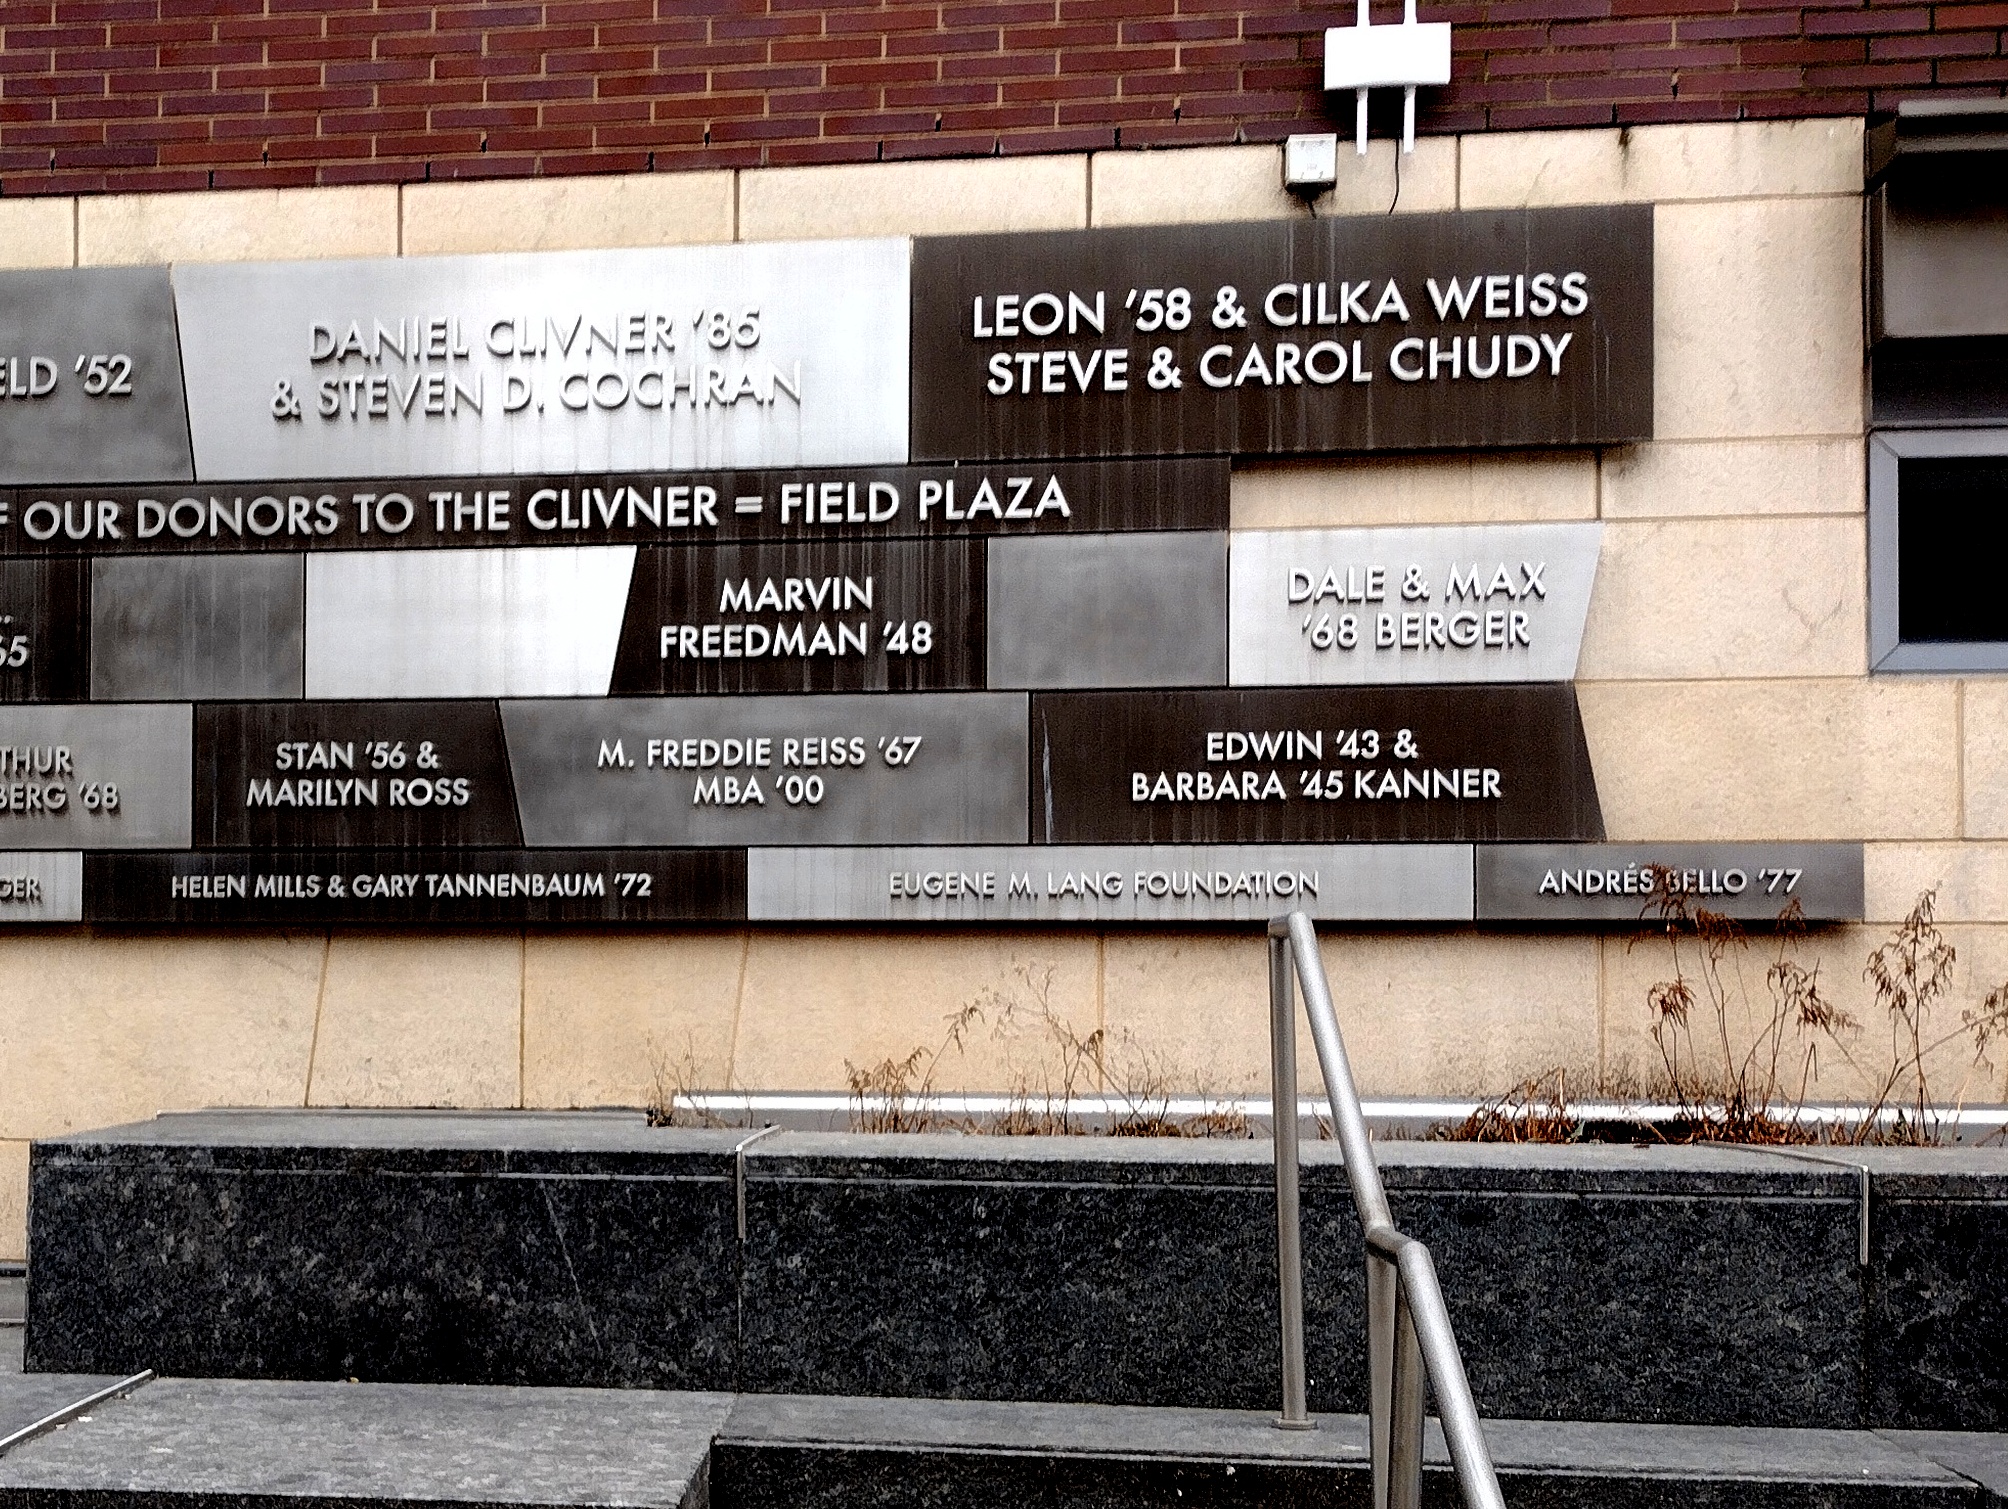 ELD '52
DANIEL CLIVNER '85
& STEVEN D. COCHRAN
LEON '58 & CILKA WEISS
STEVE & CAROL CHUDY
OUR DONORS TO THE CLIVNER = FIELD PLAZA
65
MARVIN
FREEDMAN '48
DALE & MAX
'68 BERGER
THUR
BERG '68
STAN '56 &
MARILYN ROSS
M. FREDDIE REISS '67
MBA '00
EDWIN '43 &
BARBARA '45 KANNER
GER
HELEN MILLS & GARY TANNENBAUM '72
EUGENE M. LANG FOUNDATION
ANDRÉS BELLO '77